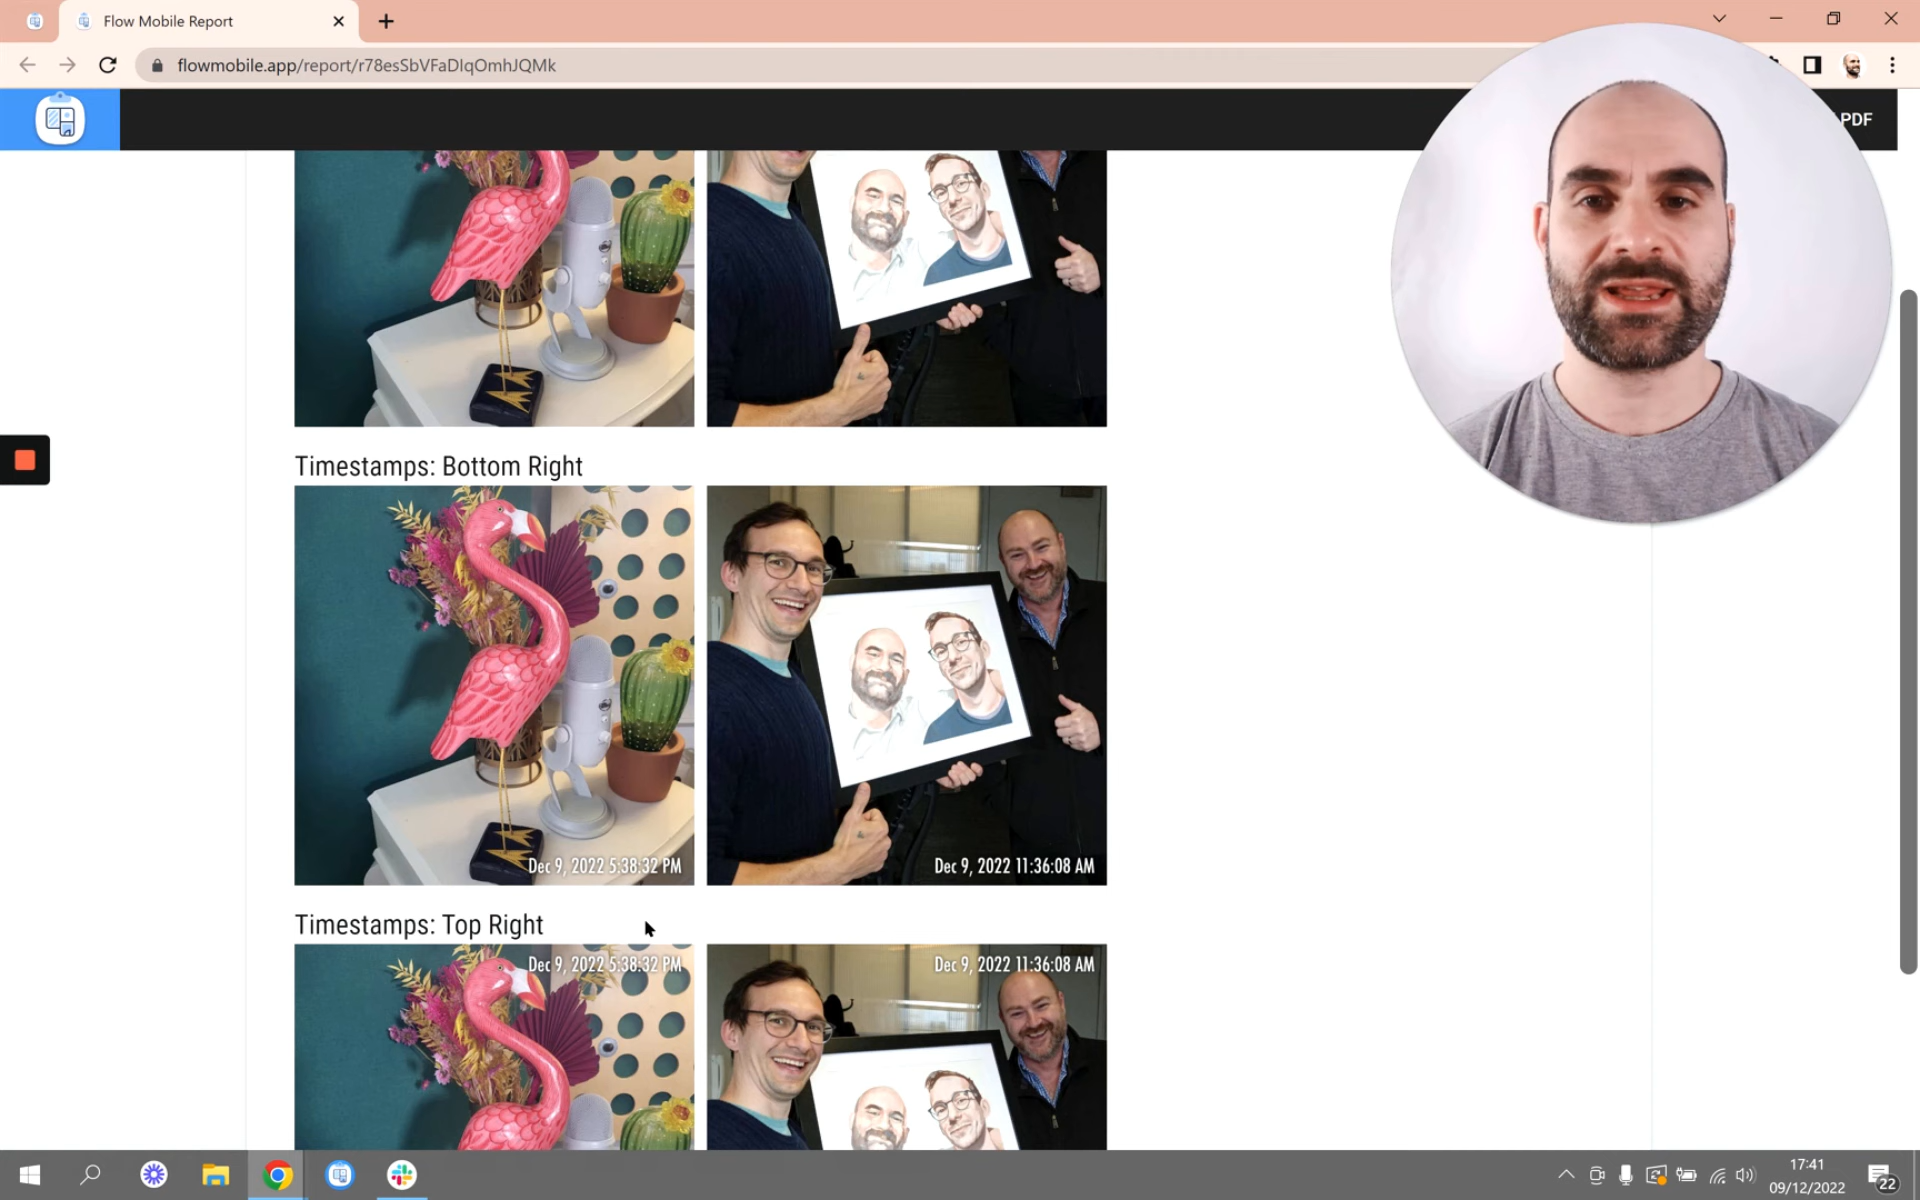 Flow Mobile Report
flowmobile.app/report/r78esSbVFaDIqOmhJQMk
PDF
Timestamps: Bottom Right
Dec 9, 2022 5:38:32 PM
Dec 9, 2022 11:36:08 AM
Timestamps: Top Right
Dec 9, 2022 5:38:32 PM
Dec 9, 2022 11:36:08 AM
17:41
09/12/2022
22